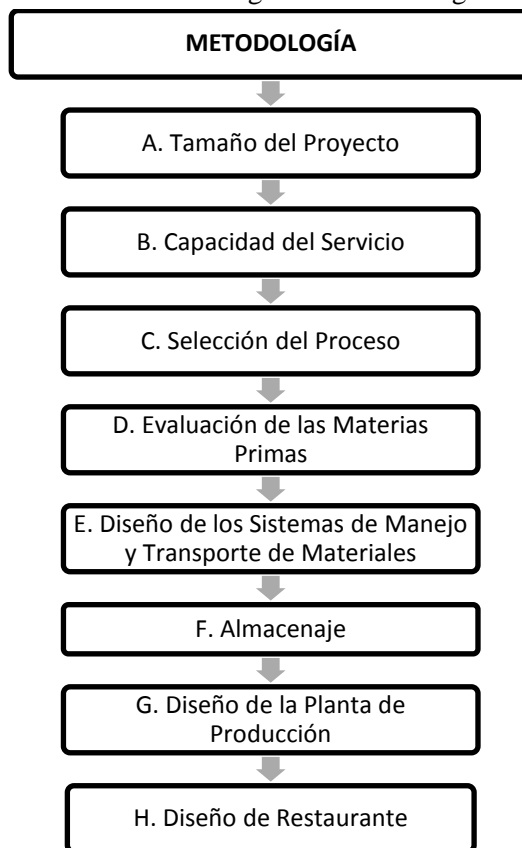 METODOLOGÍA
A. Tamaño del Proyecto
B. Capacidad del Servicio
C. Selección del Proceso
D. Evaluación de las Materias
Primas
E. Diseño de los Sistemas de Manejo
y Transporte de Materiales
F. Almacenaje
G. Diseño de la Planta de
Producción
H. Diseño de Restaurante